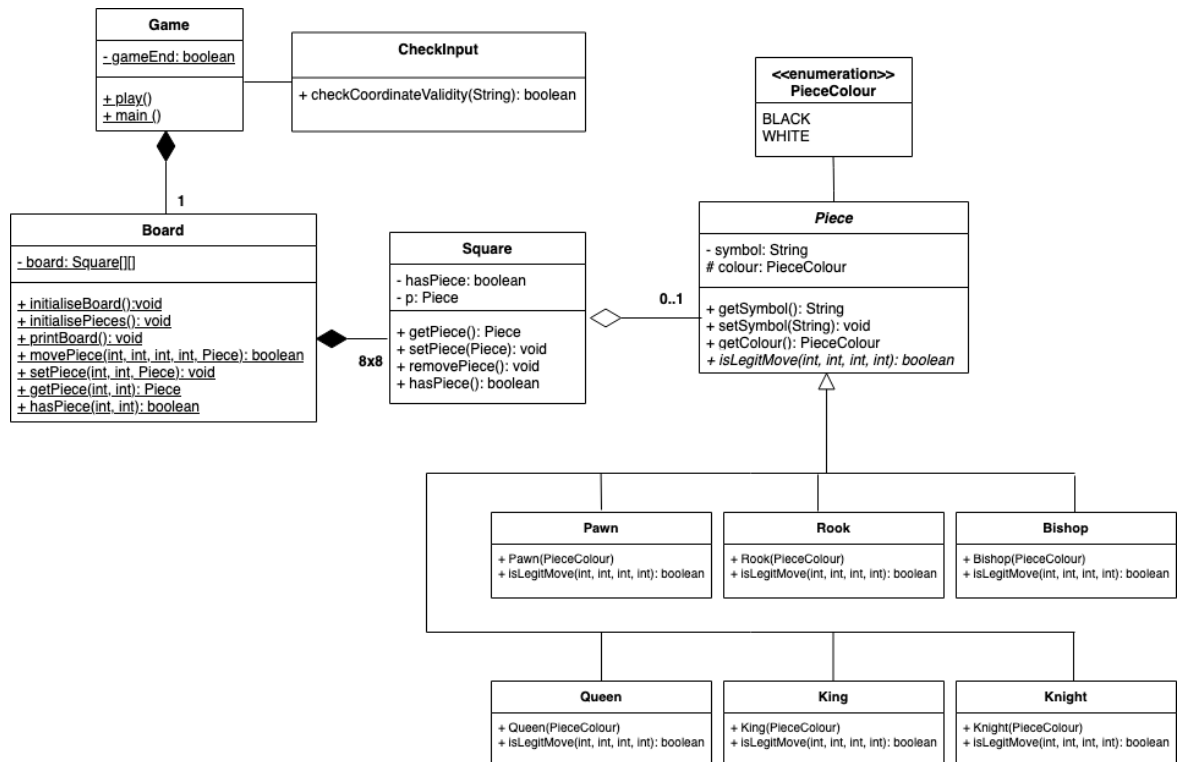 Game
- gameEnd: boolean
+ play()
+ main ()
CheckInput
+ checkCoordinateValidity(String): boolean
<<enumeration>>
PieceColour
BLACK
WHITE
1
Board
- board: Square[][]
+ initialiseBoard():void
+ initialisePieces(): void
+ printBoard(): void
+ movePiece(int, int, int, int, Piece): boolean
+ setPiece(int, int, Piece): void
+ getPiece(int, int): Piece
+ hasPiece(int, int): boolean
8x8
Square
- hasPiece: boolean
- p: Piece
+ getPiece(): Piece
+ setPiece(Piece): void
+ removePiece(): void
+ hasPiece(): boolean
0..1
Piece
- symbol: String
# colour: PieceColour
+ getSymbol(): String
+ setSymbol(String): void
+ getColour(): PieceColour
+ isLegitMove(int, int, int, int): boolean
Pawn
+ Pawn(PieceColour)
+ isLegitMove(int, int, int, int): boolean
Rook
+ Rook(PieceColour)
+ isLegitMove(int, int, int, int): boolean
Bishop
+ Bishop(PieceColour)
+ isLegitMove(int, int, int, int): boolean
Queen
+ Queen(PieceColour)
+ isLegitMove(int, int, int, int): boolean
King
+ King(PieceColour)
+ isLegitMove(int, int, int, int): boolean
Knight
+ Knight(PieceColour)
+ isLegitMove(int, int, int, int): boolean